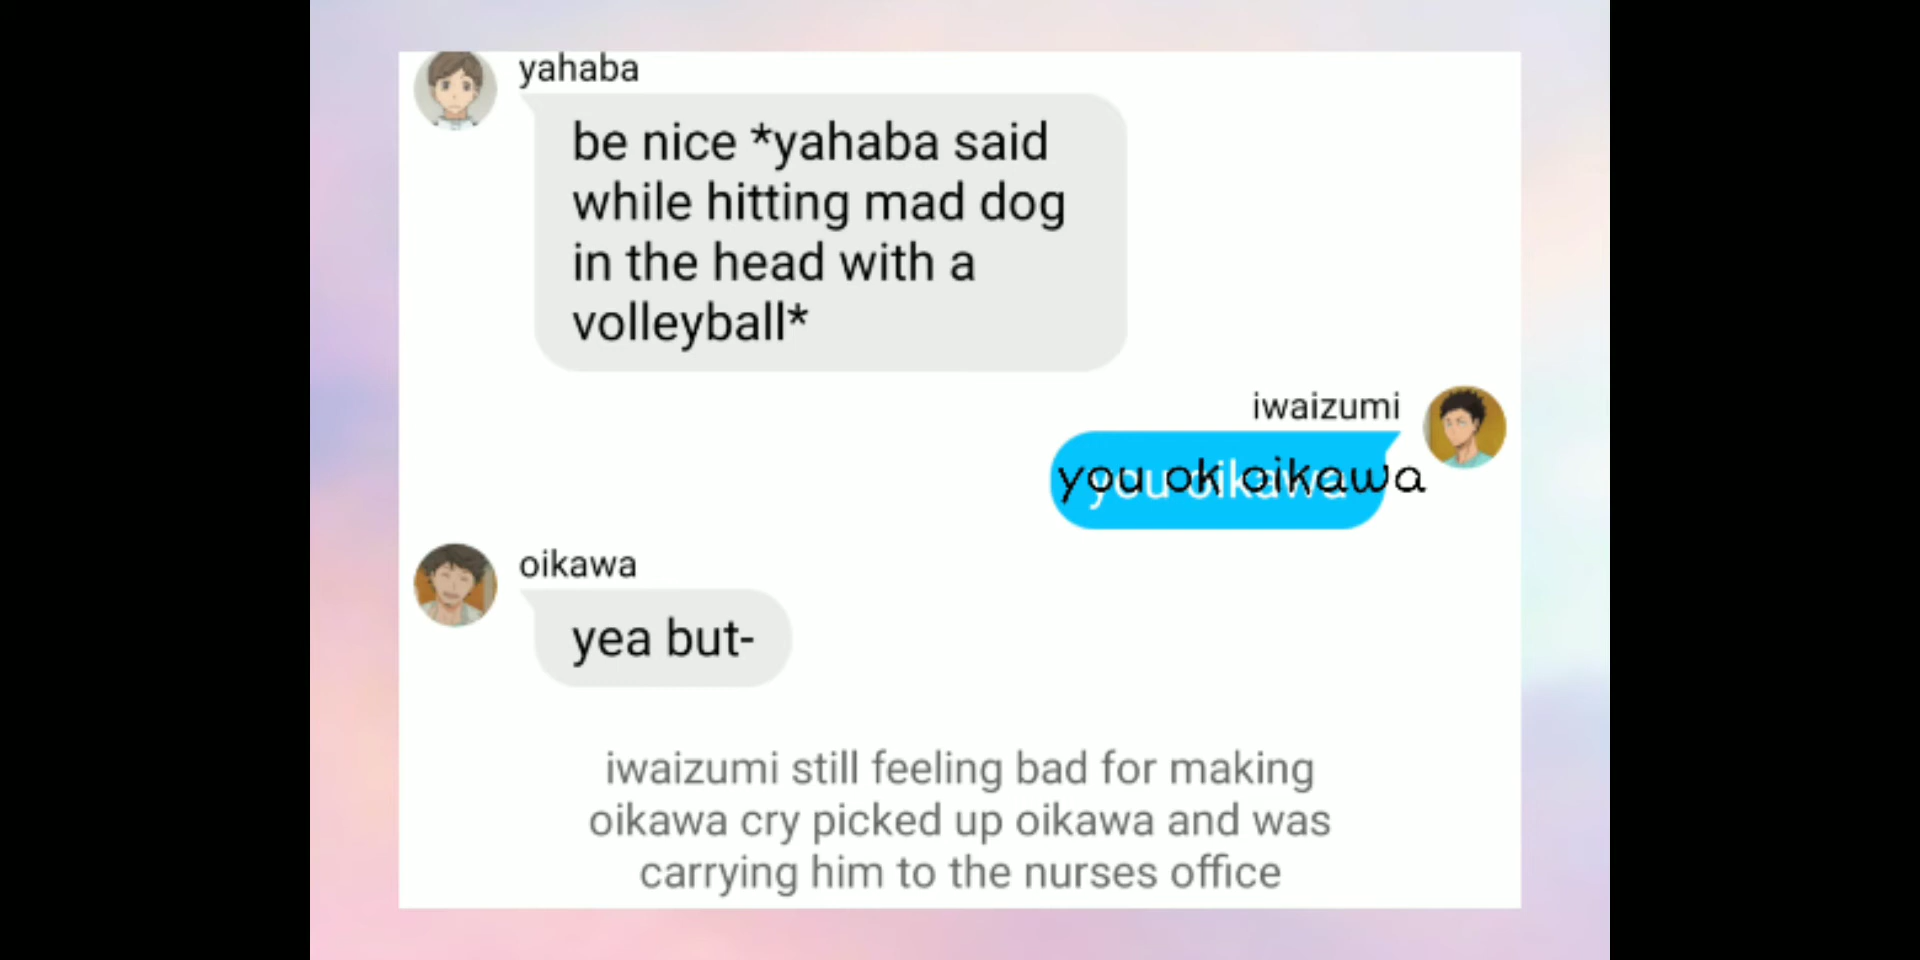 yahaba
be nice *yahaba said
while hitting mad dog
in the head with a
volleyball*
iwaizumi
you ok oikawa
you oikawa
oikawa
yea but-
iwaizumi still feeling bad for making
oikawa cry picked up oikawa and was
carrying him to the nurses office